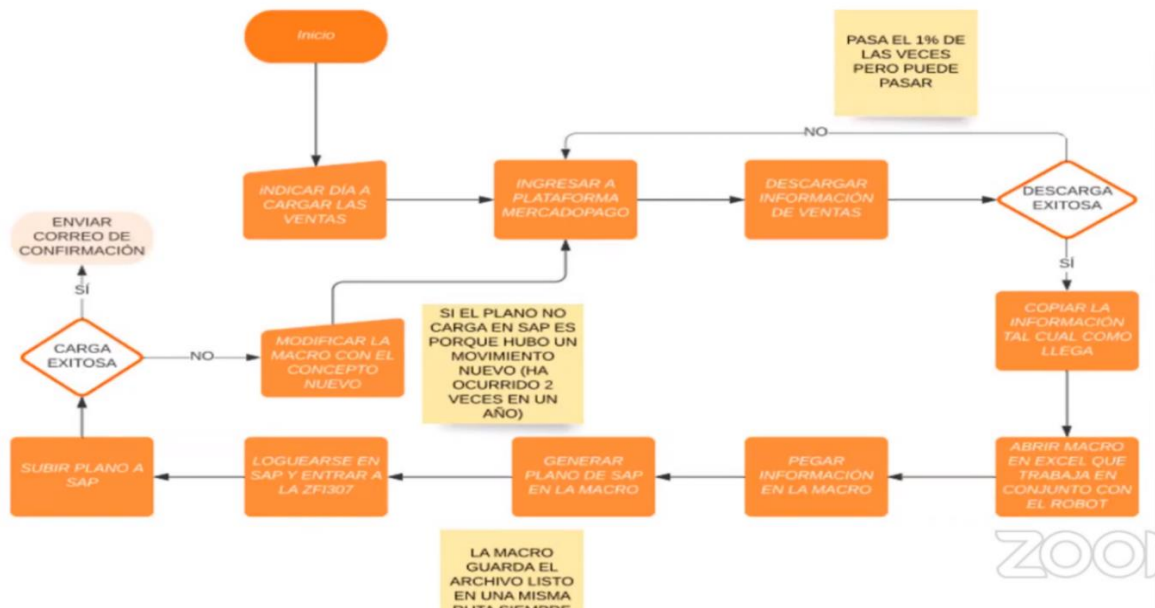 Inicio
PASA EL 1% DE
LAS VECES
PERO PUEDE
PASAR
NO
INDICAR DÍA A
CARGAR LAS
VENTAS
INGRESAR A
PLATAFORMA
MERCADOPAGO
DESCARGAR
INFORMACIÓN
DE VENTAS
DESCARGA
EXITOSA
ENVIAR
CORREO DE
CONFIRMACIÓN
SÍ
SÍ
CARGA
EXITOSA
NO
MODIFICAR LA
MACRO CON EL
CONCEPTO
NUEVO
SI EL PLANO NO
CARGA EN SAP ES
PORQUE HUBO UN
MOVIMIENTO
NUEVO (HA
OCURRIDO 2
VECES EN UN
AÑO)
COPIAR LA
INFORMACIÓN
TAL CUAL COMO
LLEGA
SUBIR PLANO A
SAP
LOGUEARSE EN
SAP Y ENTRAR A
LA ZFI307
GENERAR
PLANO DE SAP
EN LA MACRO
PEGAR
INFORMACIÓN
EN LA MACRO
ABRIR MACRO
EN EXCEL QUE
TRABAJA EN
CONJUNTO CON
EL ROBOT
LA MACRO
GUARDA EL
ARCHIVO LISTO
EN UNA MISMA
RUTA SIEMPRE
ZOO